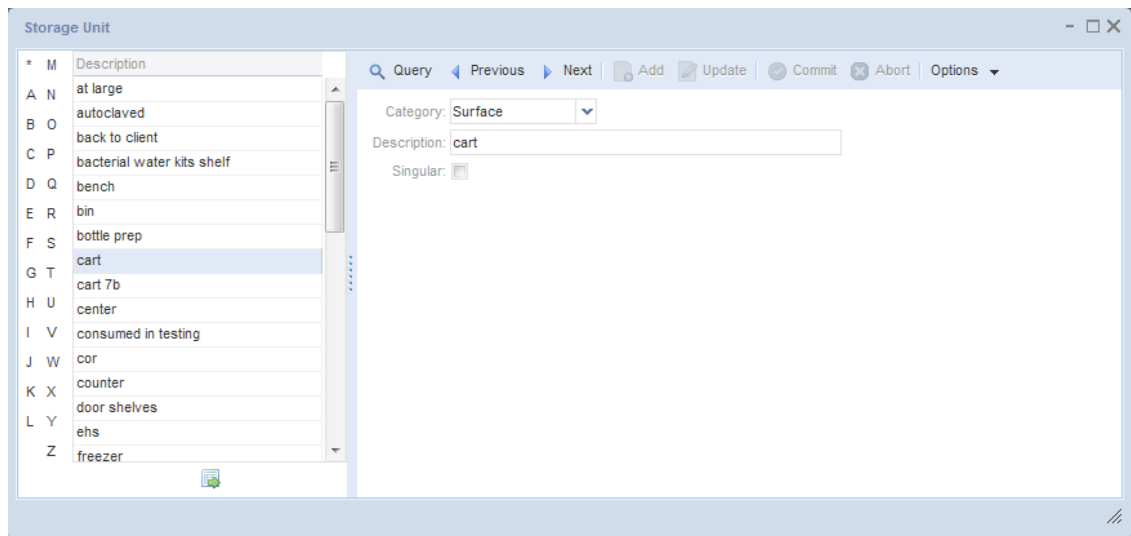 Storage Unit
* M
A N
B O
C P
D Q
E R
F S
G T
H U
I V
J W
K X
L Y
Z
Description
at large
autoclaved
back to client
bacterial water kits shelf
bench
bin
bottle prep
cart
cart 7b
center
consumed in testing
cor
counter
door shelves
ehs
freezer
Query Previous Next Add Update Commit Abort Options
Category: Surface
Description: cart
Singular: